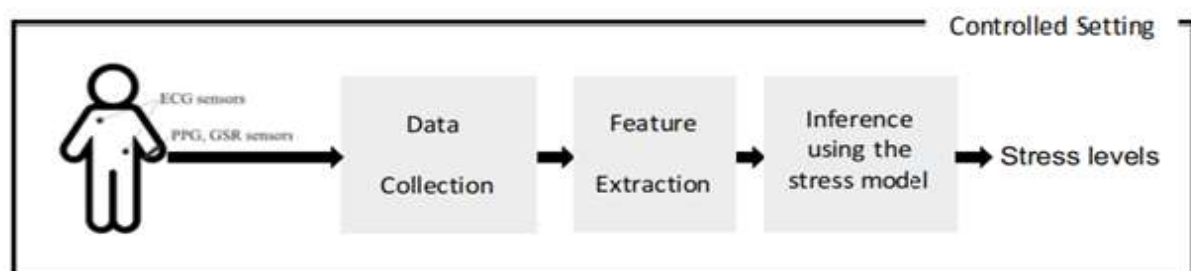 Controlled Setting
ECG sensors
PPG, GSR sensors
Data
Collection
Feature
Extraction
Inference
using the
stress model
Stress levels